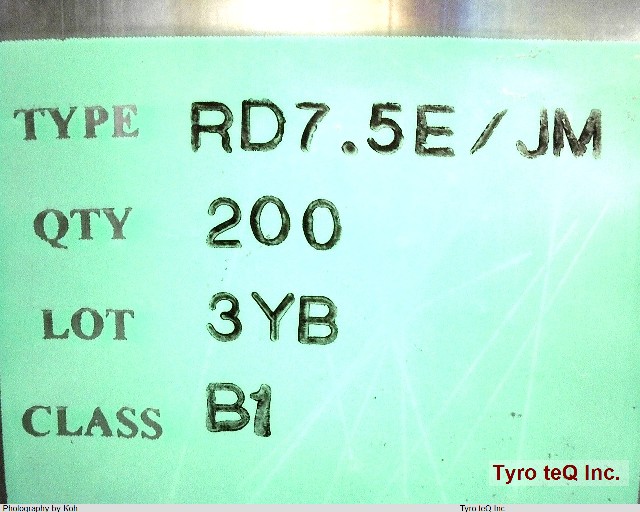 TYPE RD7.5E/JM
QTY 200
LOT 3YB
CLASS B1
Tyro teQ Inc.
Photography by Koh Tyro teQ Inc